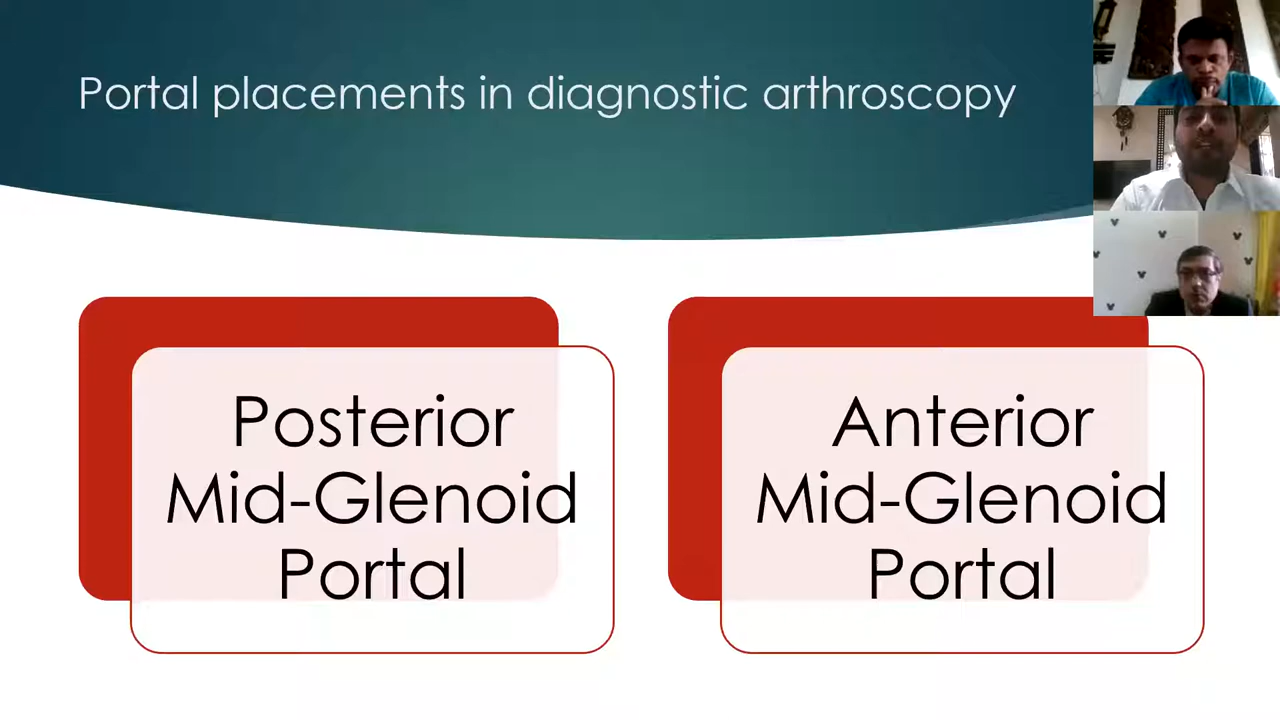 Portal placements in diagnostic arthroscopy
Posterior
Mid-Glenoid
Portal
Anterior
Mid-Glenoid
Portal